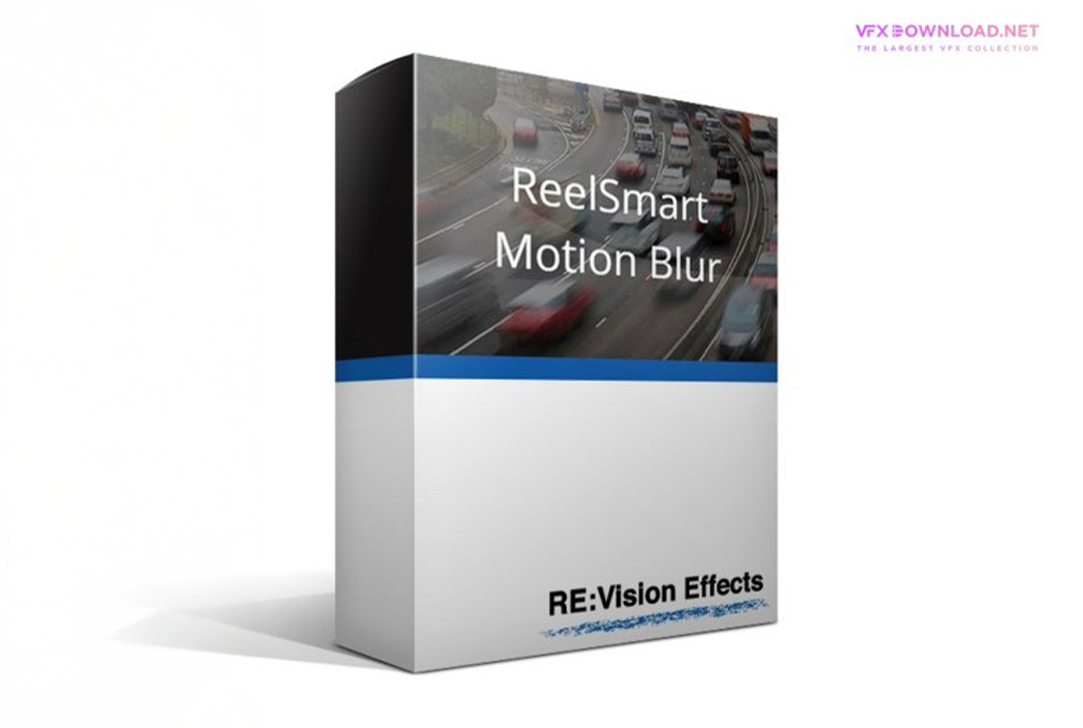 VFXDOWNLOAD.NET
THE LARGEST VFX COLLECTION
ReelSmart
Motion Blur
RE:Vision Effects